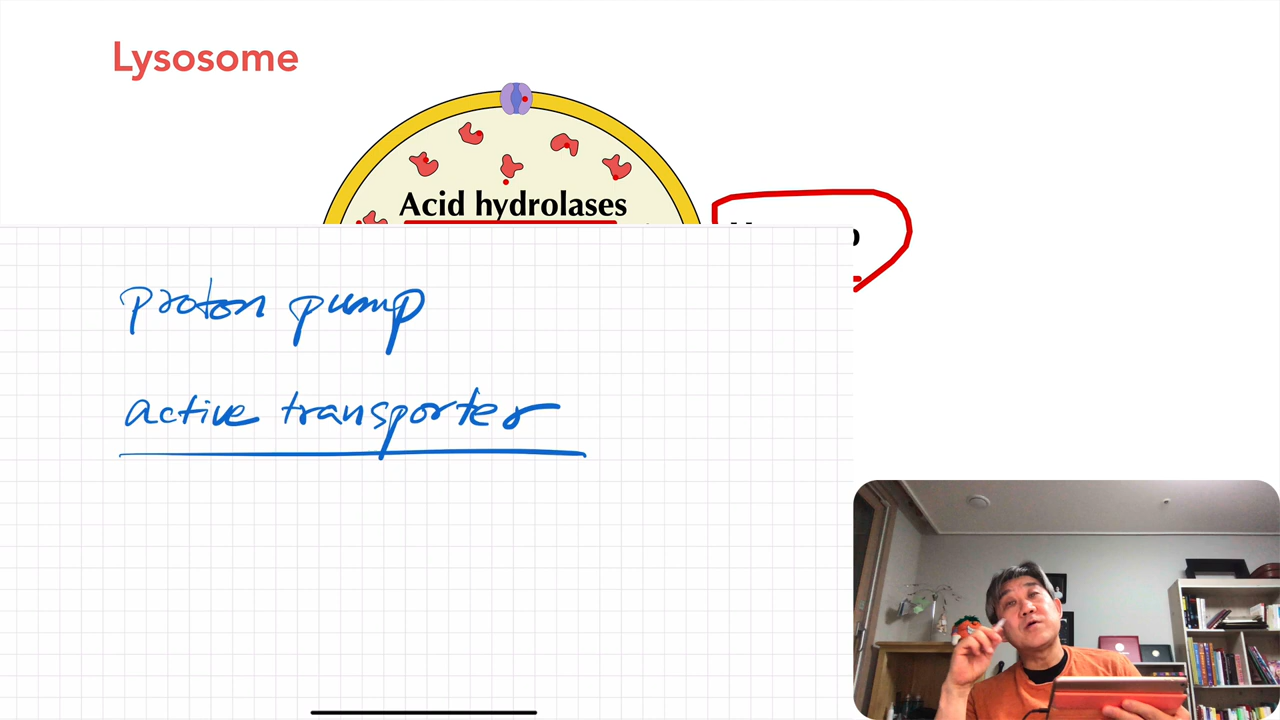 Lysosome
Acid hydrolases
proton pump
active transporter